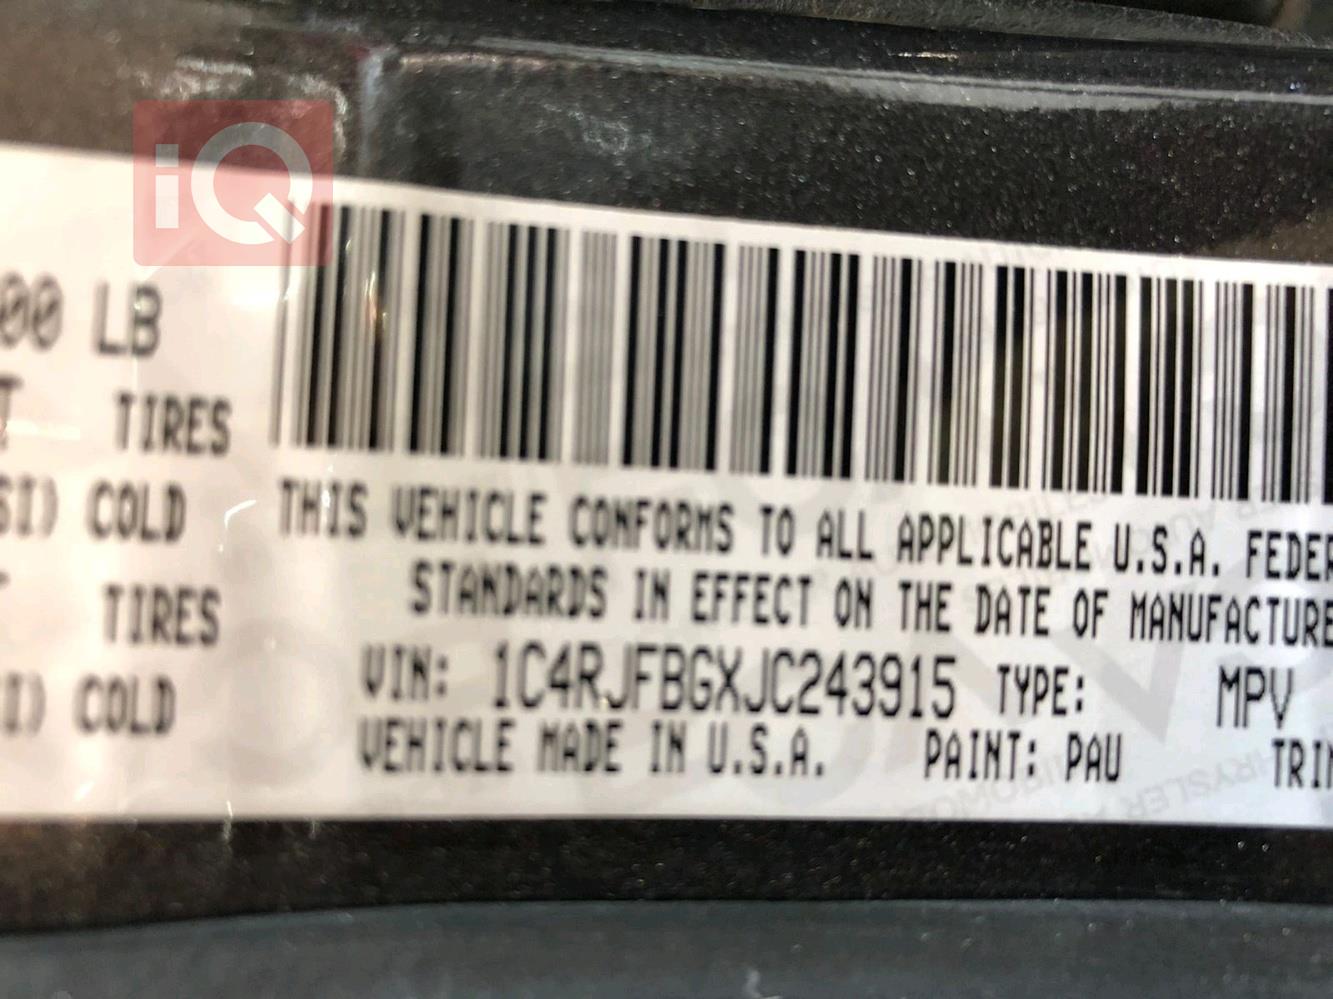 iQ
00 LB
TIRES
SI) COLD
TIRES
I) COLD
THIS VEHICLE CONFORMS TO ALL APPLICABLE U.S.A. FEDER
STANDARDS IN EFFECT ON THE DATE OF MANUFACTURE
VIN: 1C4RJFBGXJC243915 TYPE: MPV
VEHICLE MADE IN U.S.A. PAINT: PAU TRIM